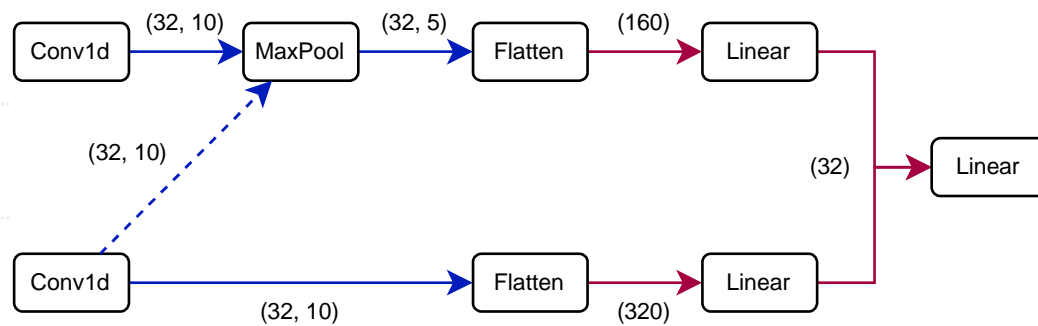 (32, 10)
(32, 5)
(160)
Conv1d
MaxPool
Flatten
Linear
(32, 10)
(32)
Linear
Conv1d
Flatten
Linear
(32, 10)
(320)